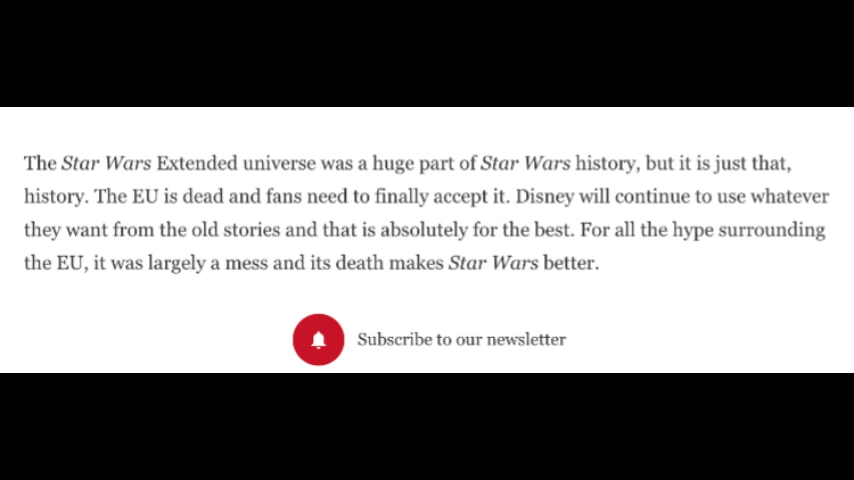 The Star Wars Extended universe was a huge part of Star Wars history, but it is just that,
history. The EU is dead and fans need to finally accept it. Disney will continue to use whatever
they want from the old stories and that is absolutely for the best. For all the hype surrounding
the EU, it was largely a mess and its death makes Star Wars better.
Subscribe to our newsletter